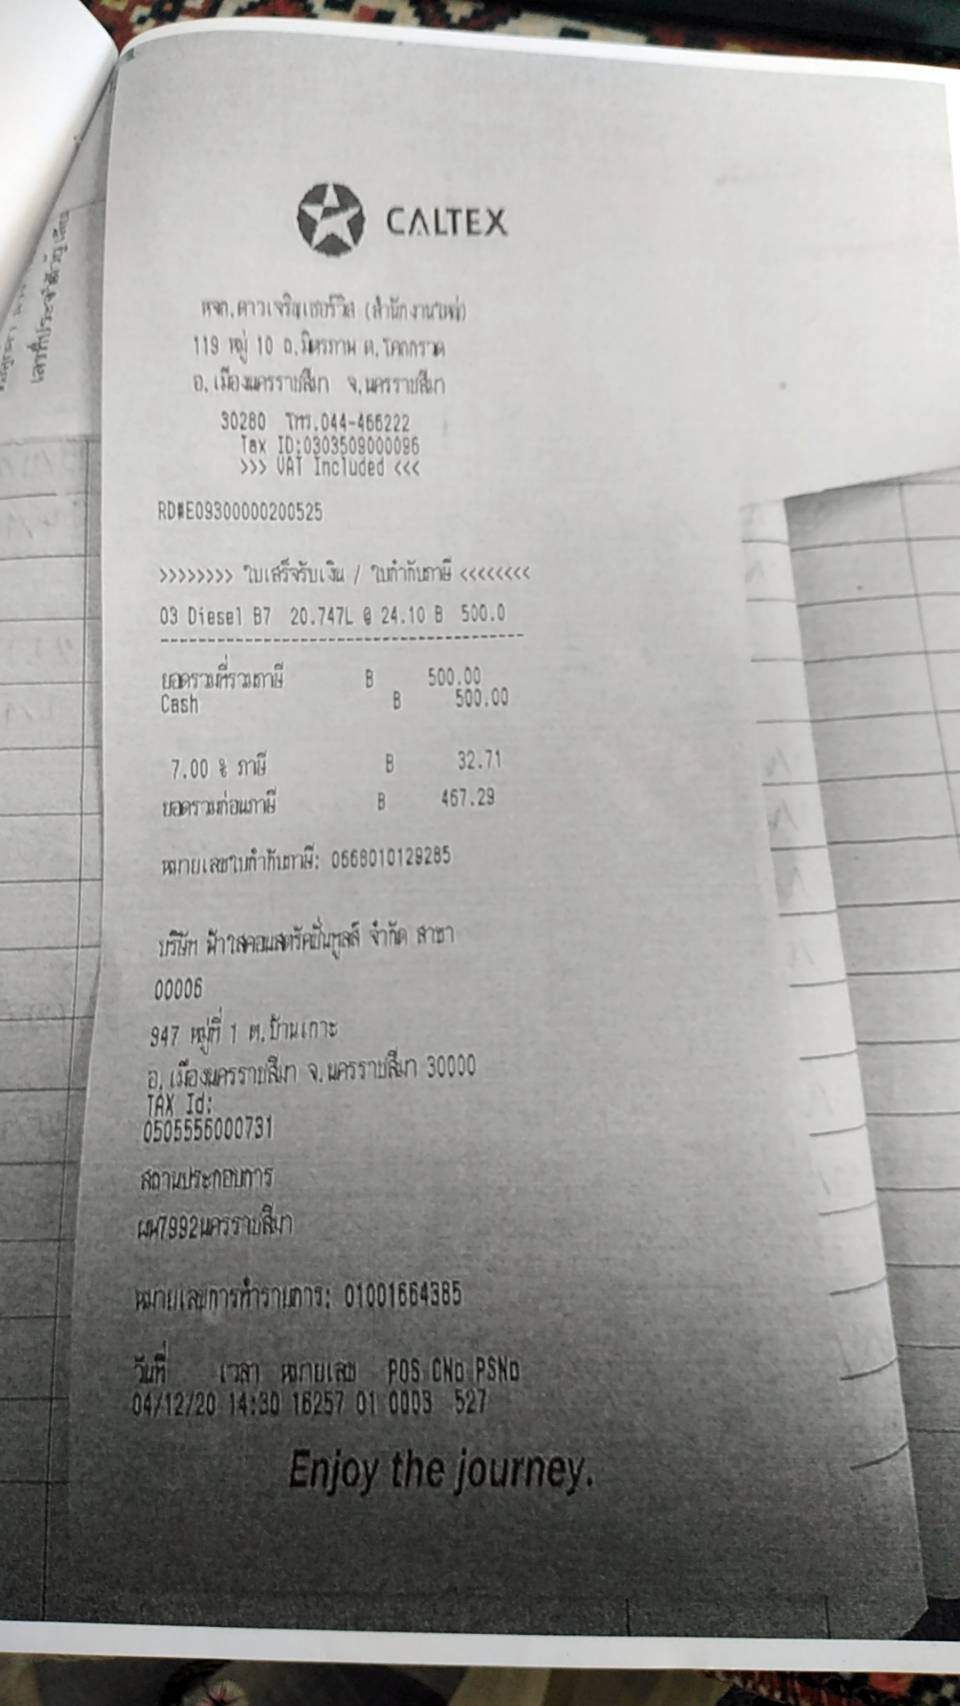 CALTEX
หจก.ดาวเจริญเซอร์วิส (สำนักงานใหญ่)
119 หมู่ 10 ถ.มิตรภาพ ต.โคกกรวด
อ.เมืองนครราชสีมา จ.นครราชสีมา
30280 โทร.044-466222
Tax ID:0303509000096
>>> VAT Included <<<
RD#E09300000200525
>>>>>>>> ใบเสร็จรับเงิน / ใบกำกับภาษี <<<<<<<<
03 Diesel B7 20.747L @ 24.10 B 500.0
ยอดรวมที่รวมภาษี B 500.00
Cash B 500.00
7.00 % ภาษี B 32.71
ยอดรวมก่อนภาษี B 467.29
หมายเลขใบกำกับภาษี: 0668010129285
บริษัท ฟ้าใสคอนสตรัคชั่นทูลส์ จำกัด สาขา
00006
947 หมู่ที่ 1 ต.บ้านเกาะ
อ.เมืองนครราชสีมา จ.นครราชสีมา 30000
TAX Id:
0505556000731
สถานประกอบการ
ผผ7992นครราชสีมา
หมายเลขการทำรายการ: 01001664385
วันที่ เวลา หมายเลข POS CNo PSNo
04/12/20 14:30 16257 01 0003 527
Enjoy the journey.